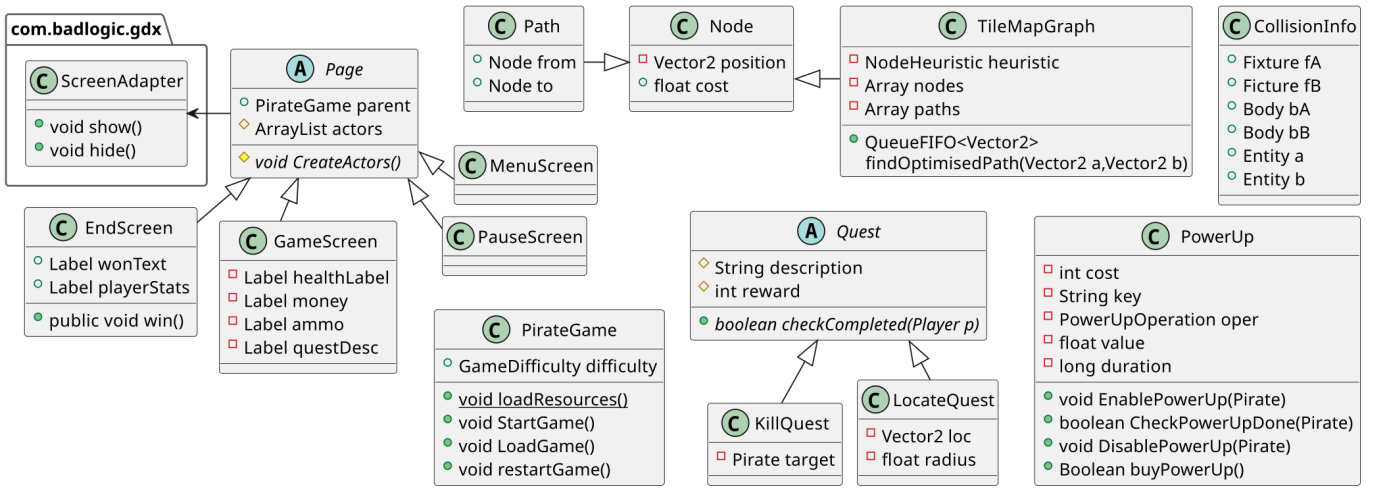 com.badlogic.gdx
C ScreenAdapter
void show()
void hide()
A Page
PirateGame parent
ArrayList actors
void CreateActors()
C Path
Node from
Node to
C Node
Vector2 position
float cost
C TileMapGraph
NodeHeuristic heuristic
Array nodes
Array paths
QueueFIFO<Vector2>
findOptimisedPath(Vector2 a,Vector2 b)
C CollisionInfo
Fixture fA
Ficture fB
Body bA
Body bB
Entity a
Entity b
C MenuScreen
C EndScreen
Label wonText
Label playerStats
public void win()
C GameScreen
Label healthLabel
Label money
Label ammo
Label questDesc
C PauseScreen
C PirateGame
GameDifficulty difficulty
void loadResources()
void StartGame()
void LoadGame()
void restartGame()
A Quest
String description
int reward
boolean checkCompleted(Player p)
C KillQuest
Pirate target
C LocateQuest
Vector2 loc
float radius
C PowerUp
int cost
String key
PowerUpOperation oper
float value
long duration
void EnablePowerUp(Pirate)
boolean CheckPowerUpDone(Pirate)
void DisablePowerUp(Pirate)
Boolean buyPowerUp()